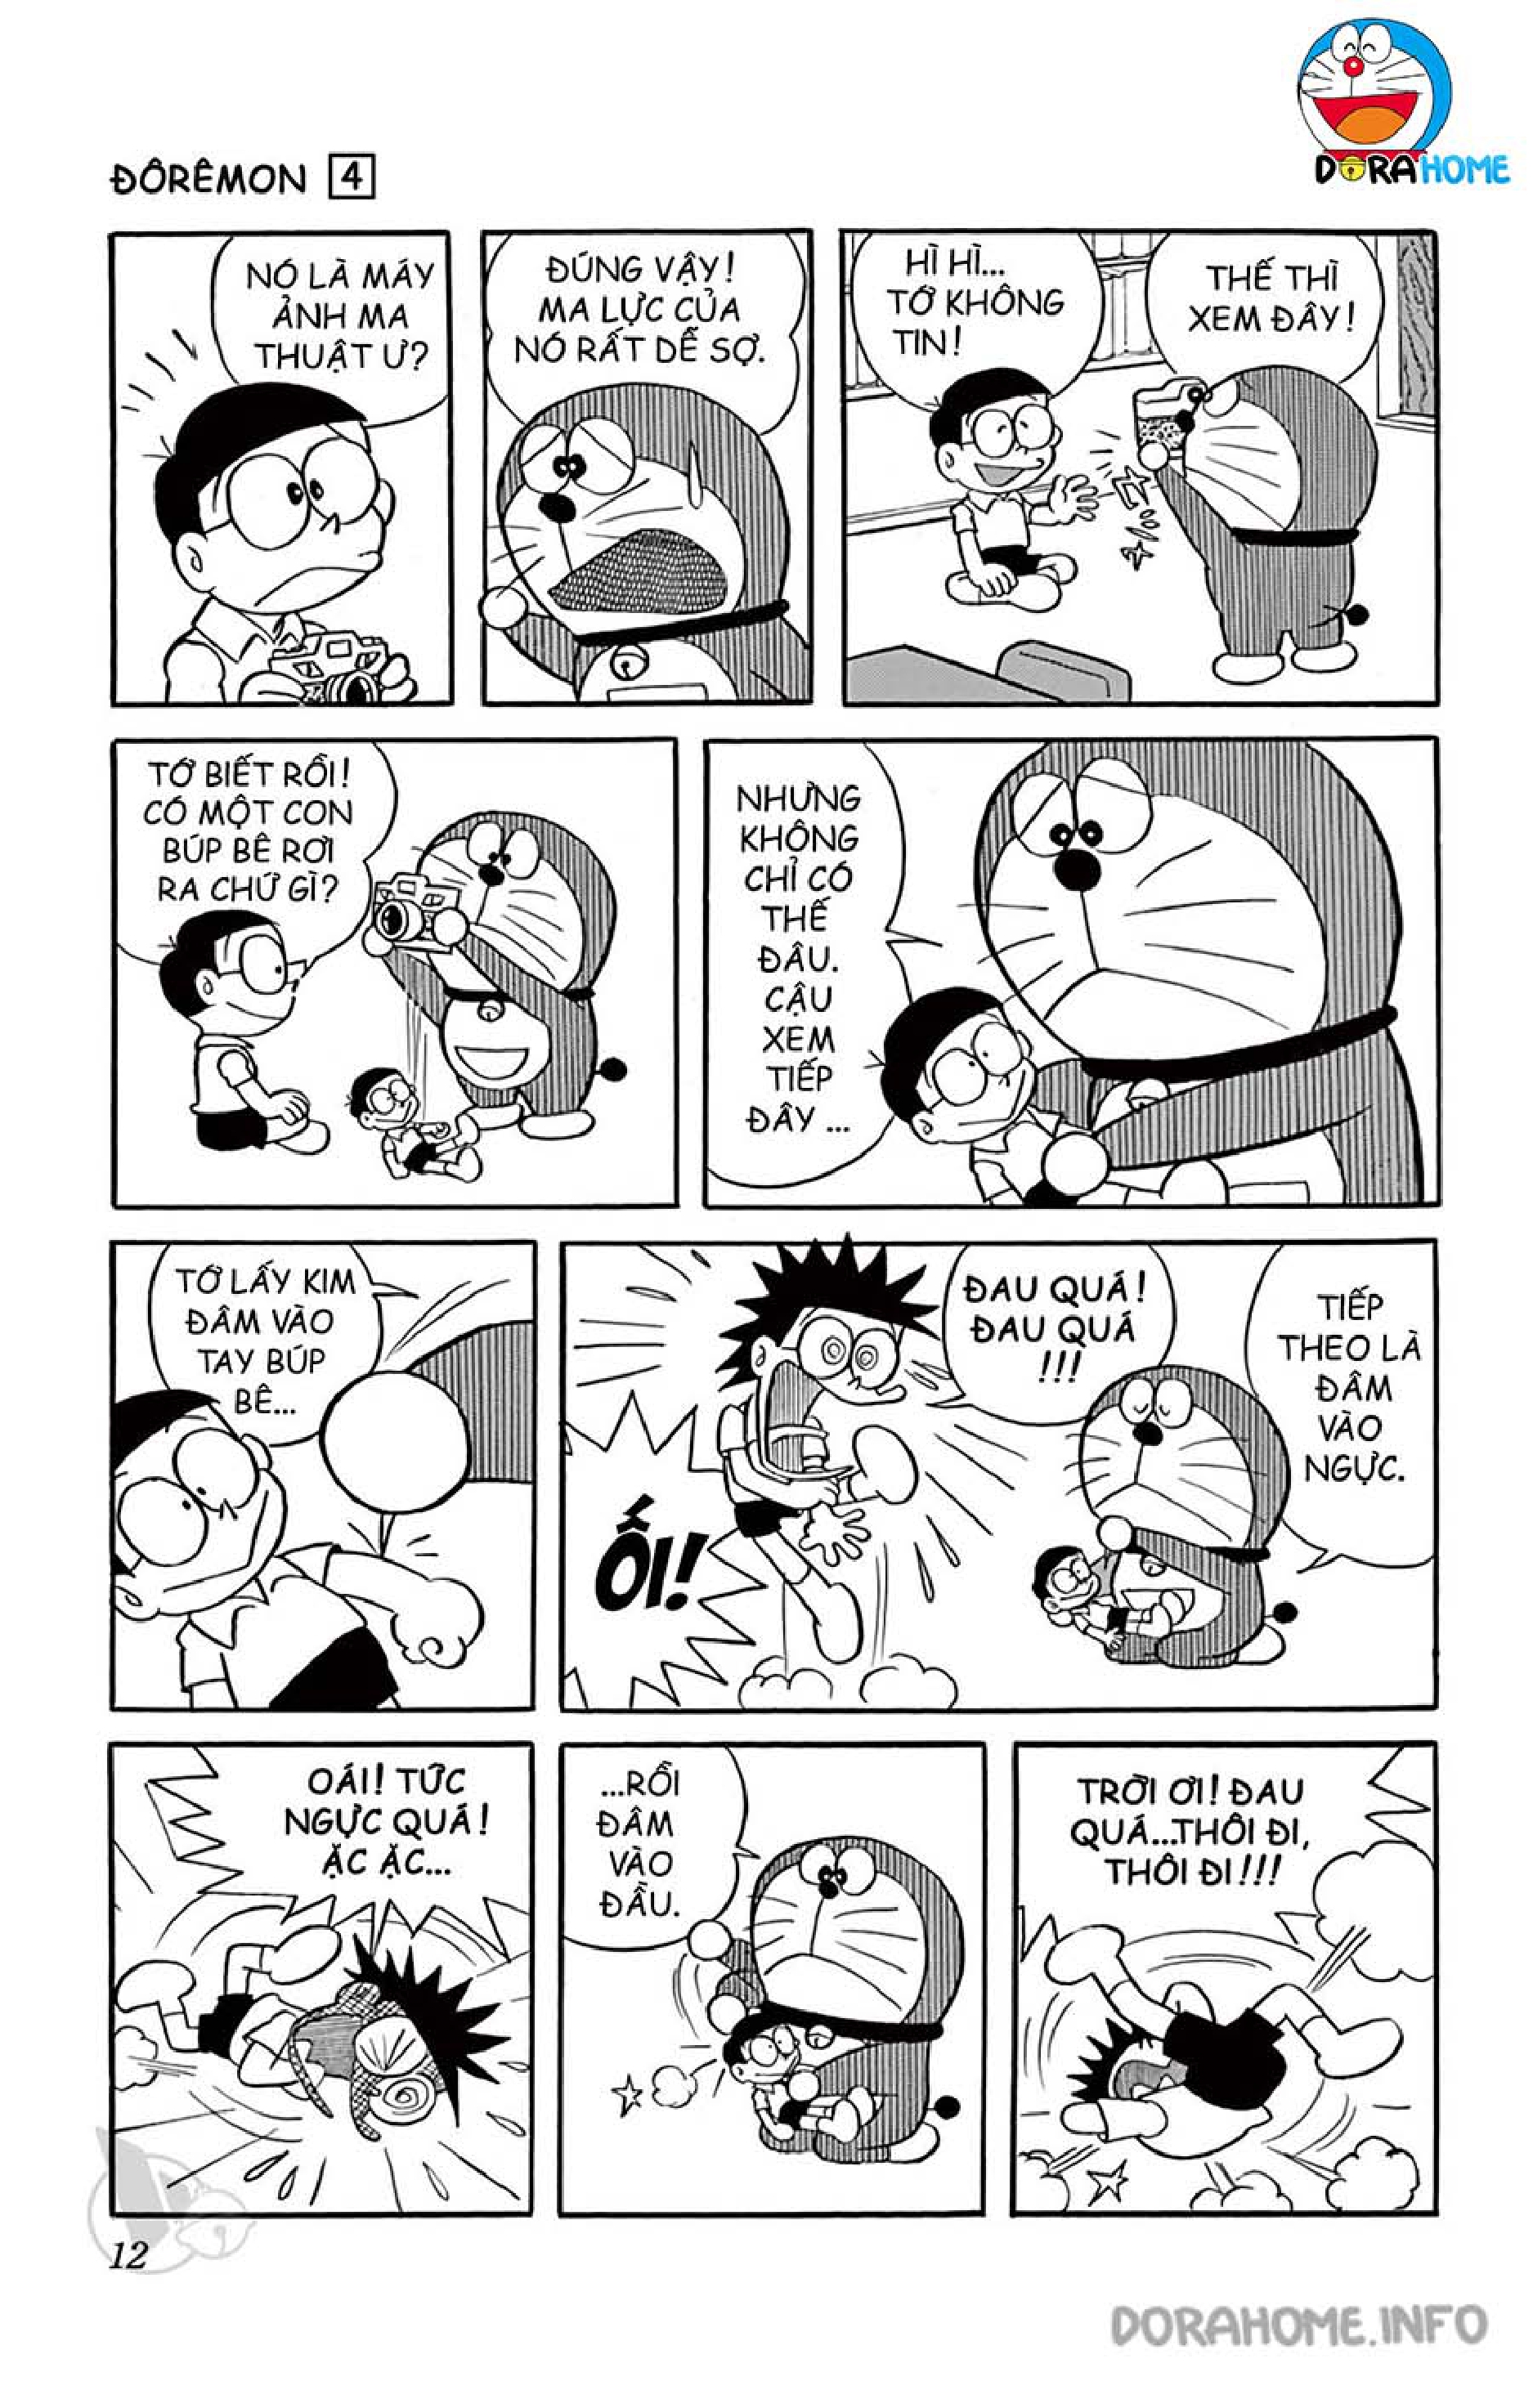 DORAHOME
ĐÔRÊMON 4
NÓ LÀ MÁY
ẢNH MA
THUẬT Ư?
ĐÚNG VẬY!
MA LỰC CỦA
NÓ RẤT DỄ SỢ.
HÌ HÌ...
TỚ KHÔNG
TIN!
THẾ THÌ
XEM ĐÂY!
TỚ BIẾT RỒI!
CÓ MỘT CON
BÚP BÊ RƠI
RA CHỨ GÌ?
NHƯNG
KHÔNG
CHỈ CÓ
THẾ
ĐÂU.
CẬU
XEM
TIẾP
ĐÂY ...
TỚ LẤY KIM
ĐÂM VÀO
TAY BÚP
BÊ...
ỐI!
ĐAU QUÁ!
ĐAU QUÁ
!!!
TIẾP
THEO LÀ
ĐÂM
VÀO
NGỰC.
OÁI! TỨC
NGỰC QUÁ!
ẶC ẶC...
...RỒI
ĐÂM
VÀO
ĐẦU.
TRỜI ƠI! ĐAU
QUÁ...THÔI ĐI,
THÔI ĐI!!!
12
DORAHOME.INFO